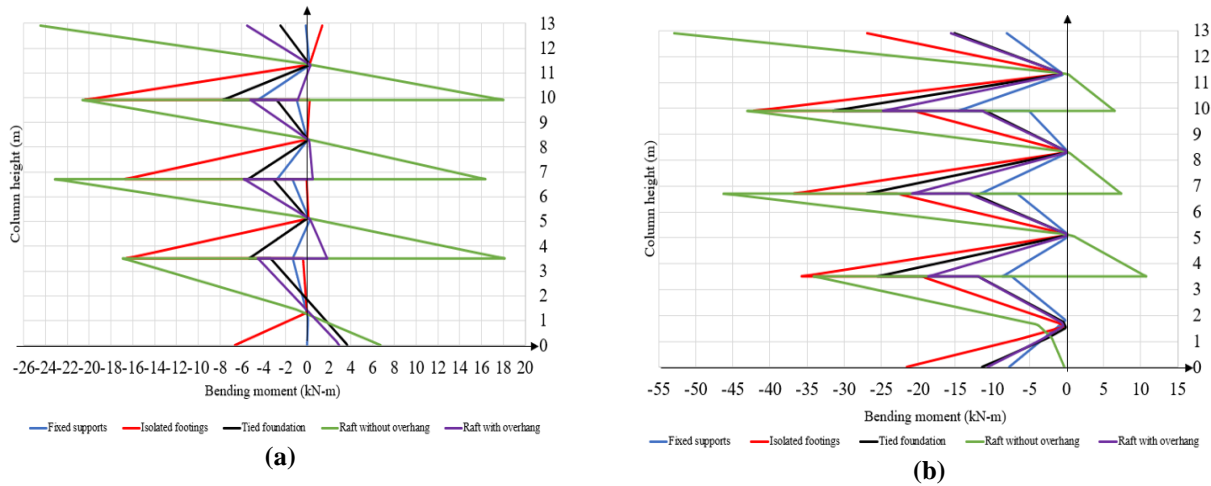 13
12
11
10
9
8
7
6
5
4
3
2
1
0
Column height (m)
-26-24-22-20-18-16-14-12-10 -8 -6 -4 -2 0 2 4 6 8 10 12 14 16 18 20
Bending moment (kN-m)
Fixed supports Isolated footings Tied foundation Raft without overhang Raft with overhang
(a)
13
12
11
10
9
8
7
6
5
4
3
2
1
0
Column height (m)
-55 -50 -45 -40 -35 -30 -25 -20 -15 -10 -5 0 5 10 15
Bending moment (kN-m)
Fixed supports Isolated footings Tied foundation Raft without overhang Raft with overhang
(b)